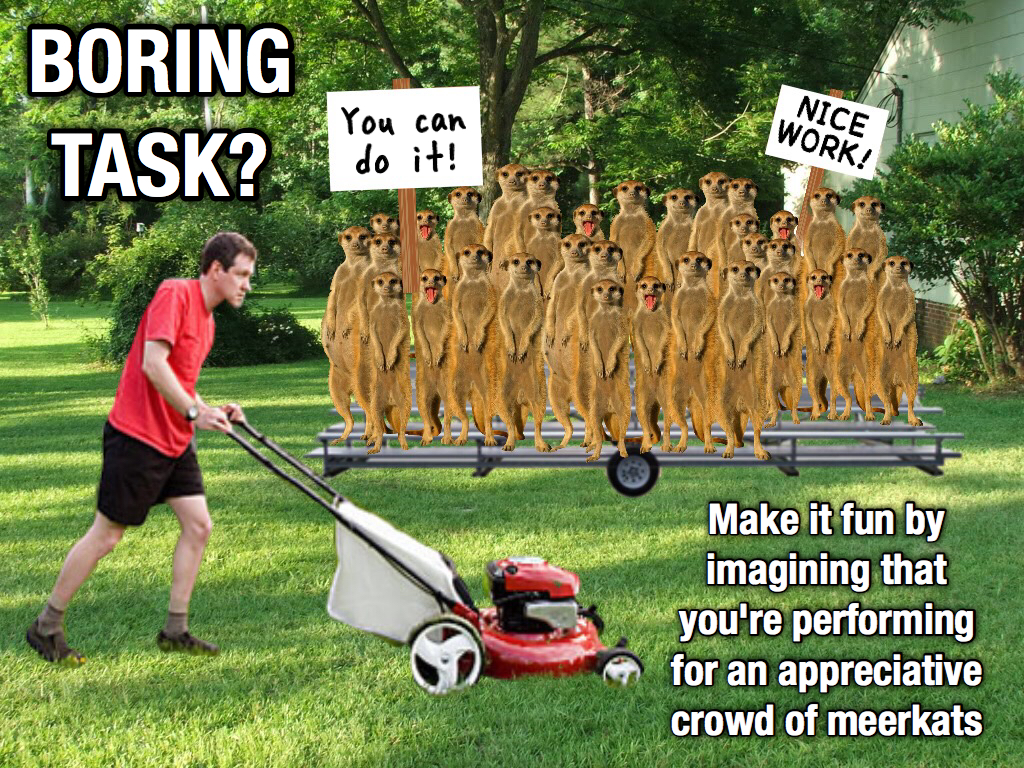 BORING
TASK?
You can
do it!
NICE
WORK!
Make it fun by
imagining that
you're performing
for an appreciative
crowd of meerkats